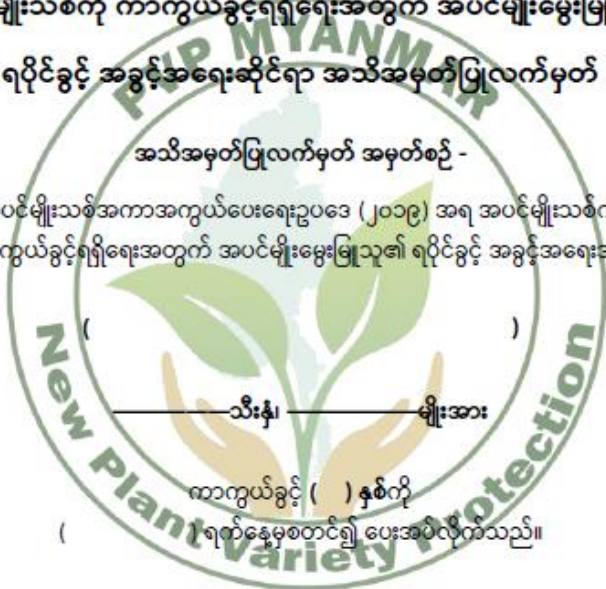 မျိုးသစ်ကို ကာကွယ်ခွင့်ရရှိရေးအတွက် အပင်မျိုးမွေးမြူ
ရပိုင်ခွင့် အခွင့်အရေးဆိုင်ရာ အသိအမှတ်ပြုလက်မှတ်
PVP MYANMAR
အသိအမှတ်ပြုလက်မှတ် အမှတ်စဉ် -
ပင်မျိုးသစ်အကာအကွယ်ပေးရေးဥပဒေ (၂၀၁၉) အရ အပင်မျိုးသစ်
ကွယ်ခွင့်ရရှိရေးအတွက် အပင်မျိုးမွေးမြူသူ၏ ရပိုင်ခွင့် အခွင့်အရေး
( )
—သီးနှံ၊ —မျိုးအား
ကာကွယ်ခွင့် ( ) နှစ်ကို
( ) ရက်နေ့မှစတင်၍ ပေးအပ်လိုက်သည်။
New Plant Variety Protection